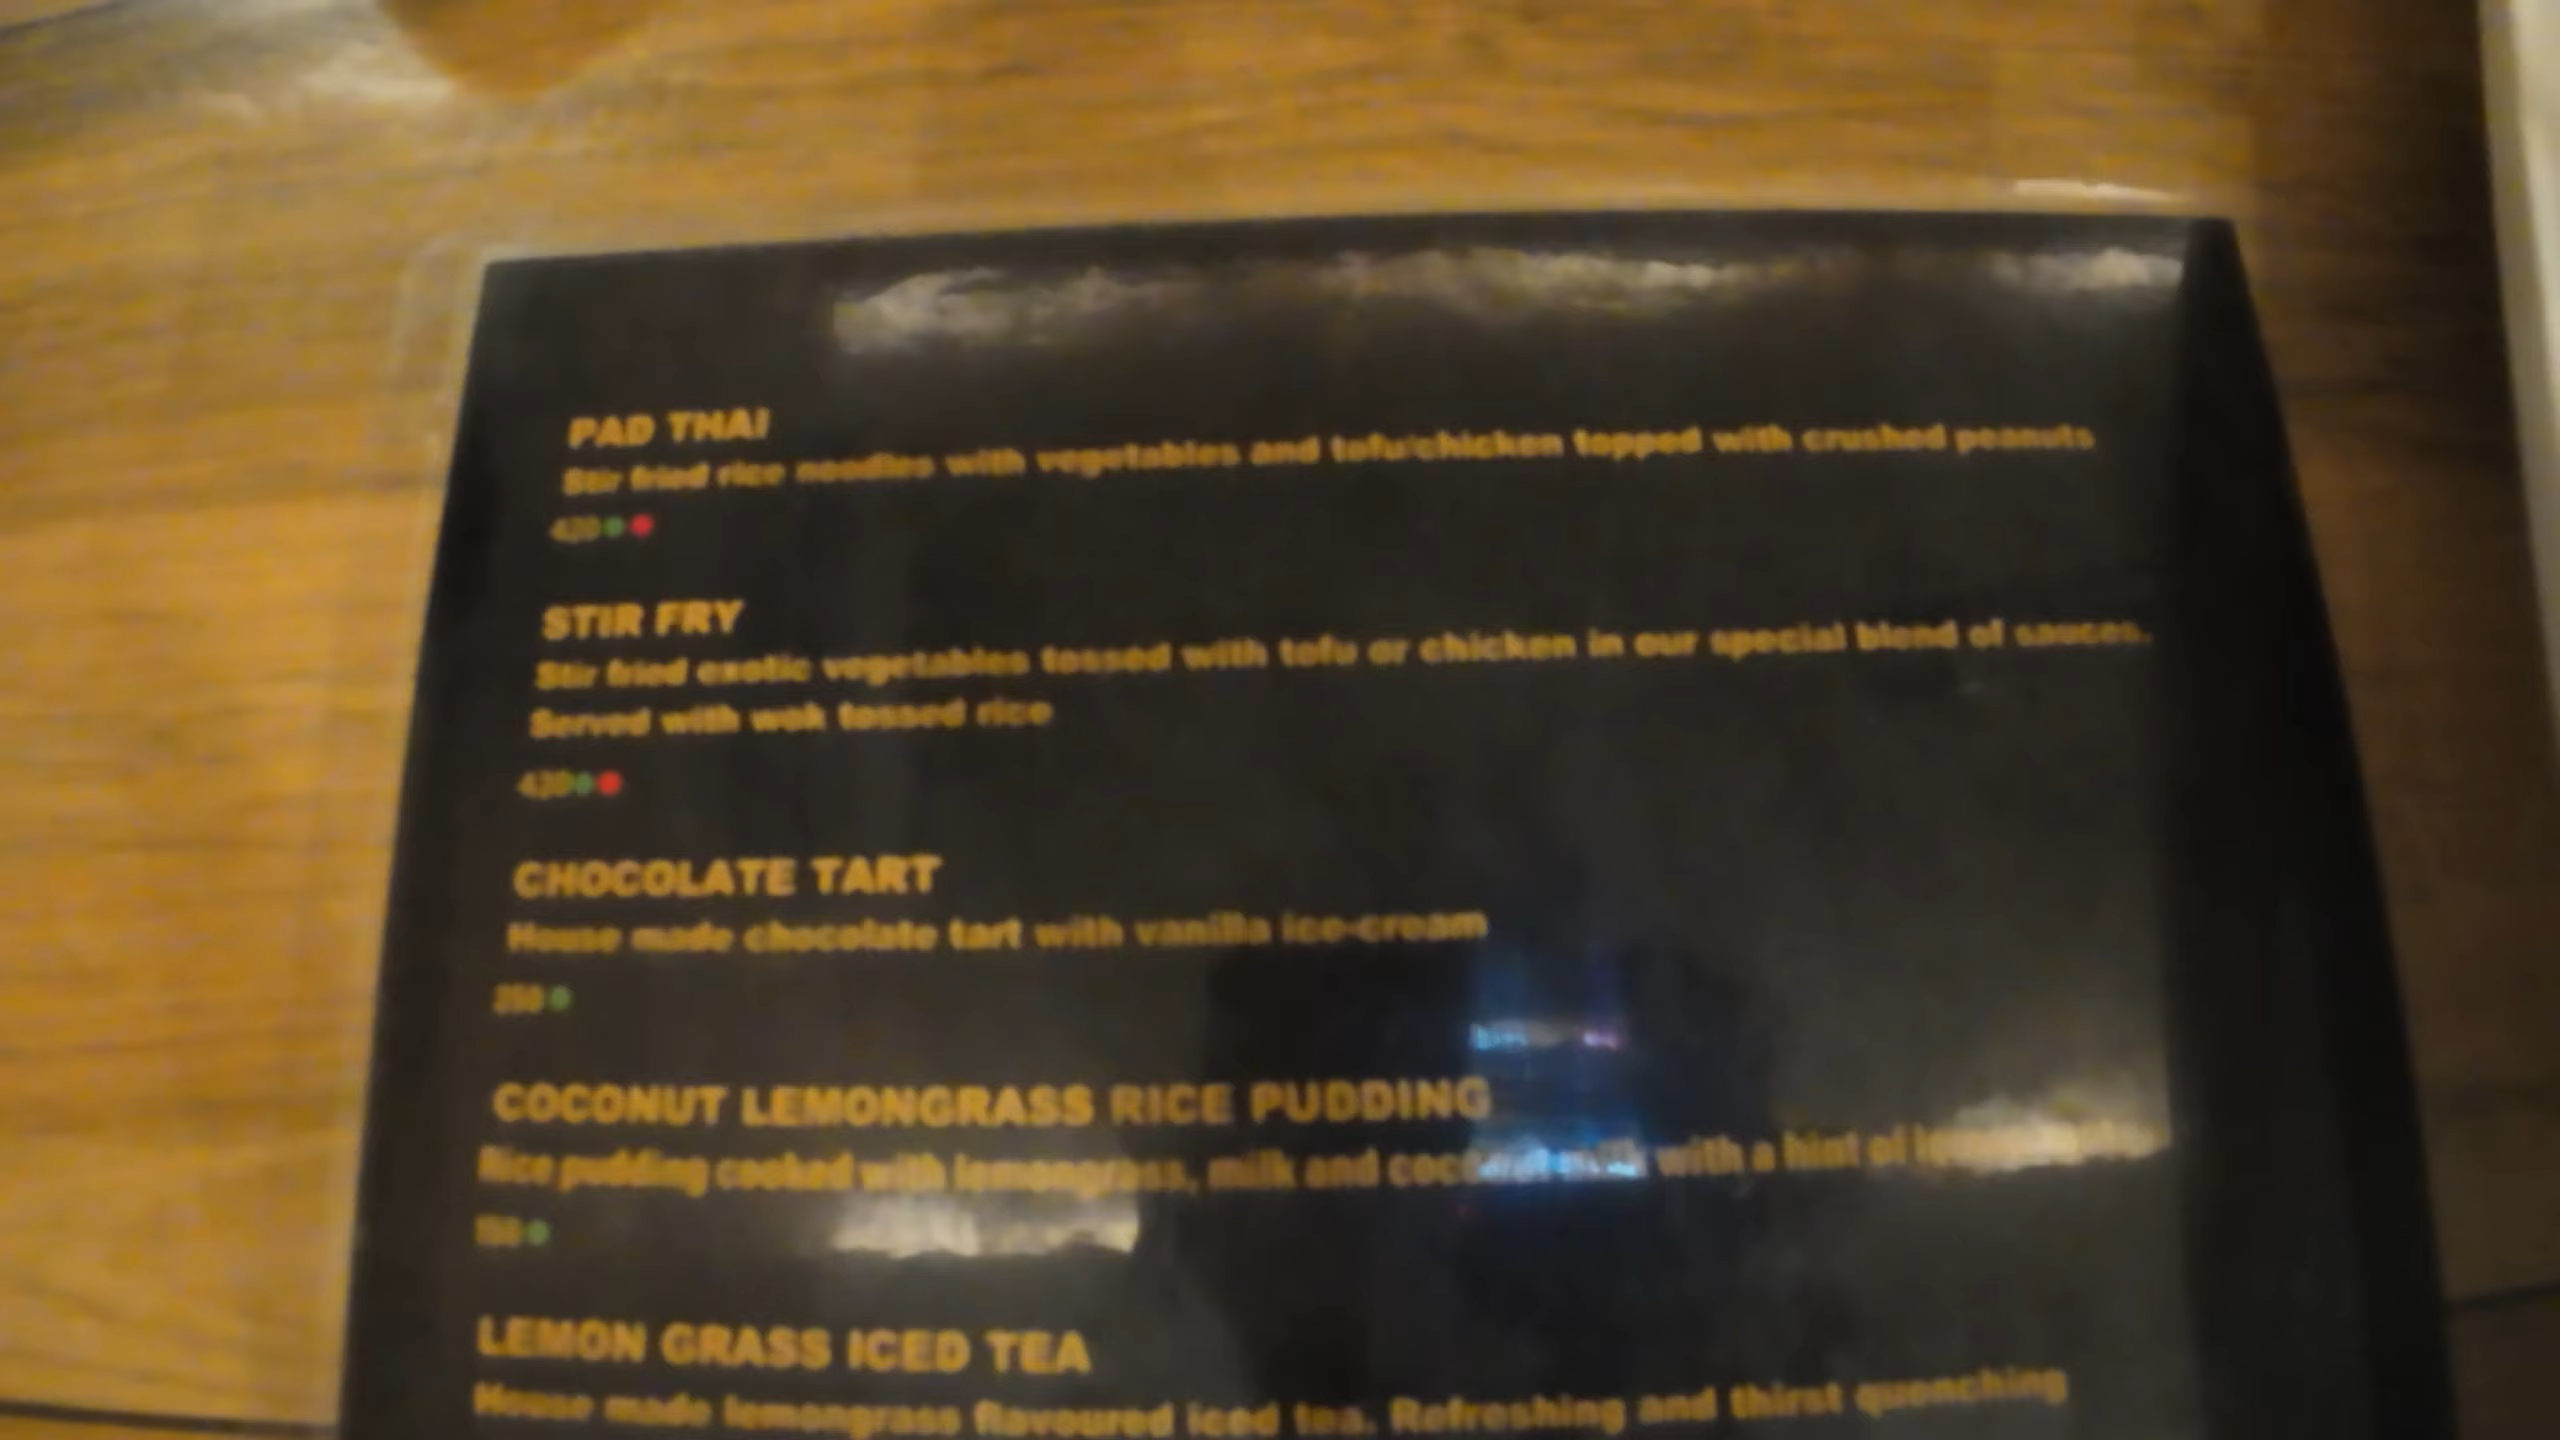 PAD THAI
Stir fried rice noodles with vegetables and tofu/chicken topped with crushed peanuts
STIR FRY
Stir fried exotic vegetables tossed with tofu or chicken in our special blend of sauces.
Served with wok tossed rice
CHOCOLATE TART
House made chocolate tart with vanilla ice-cream
COCONUT LEMONGRASS RICE PUDDING
Rice pudding cooked with lemongrass, milk and coconut milk with a hint of
LEMON GRASS ICED TEA
House made lemongrass flavoured iced tea. Refreshing and thirst quenching